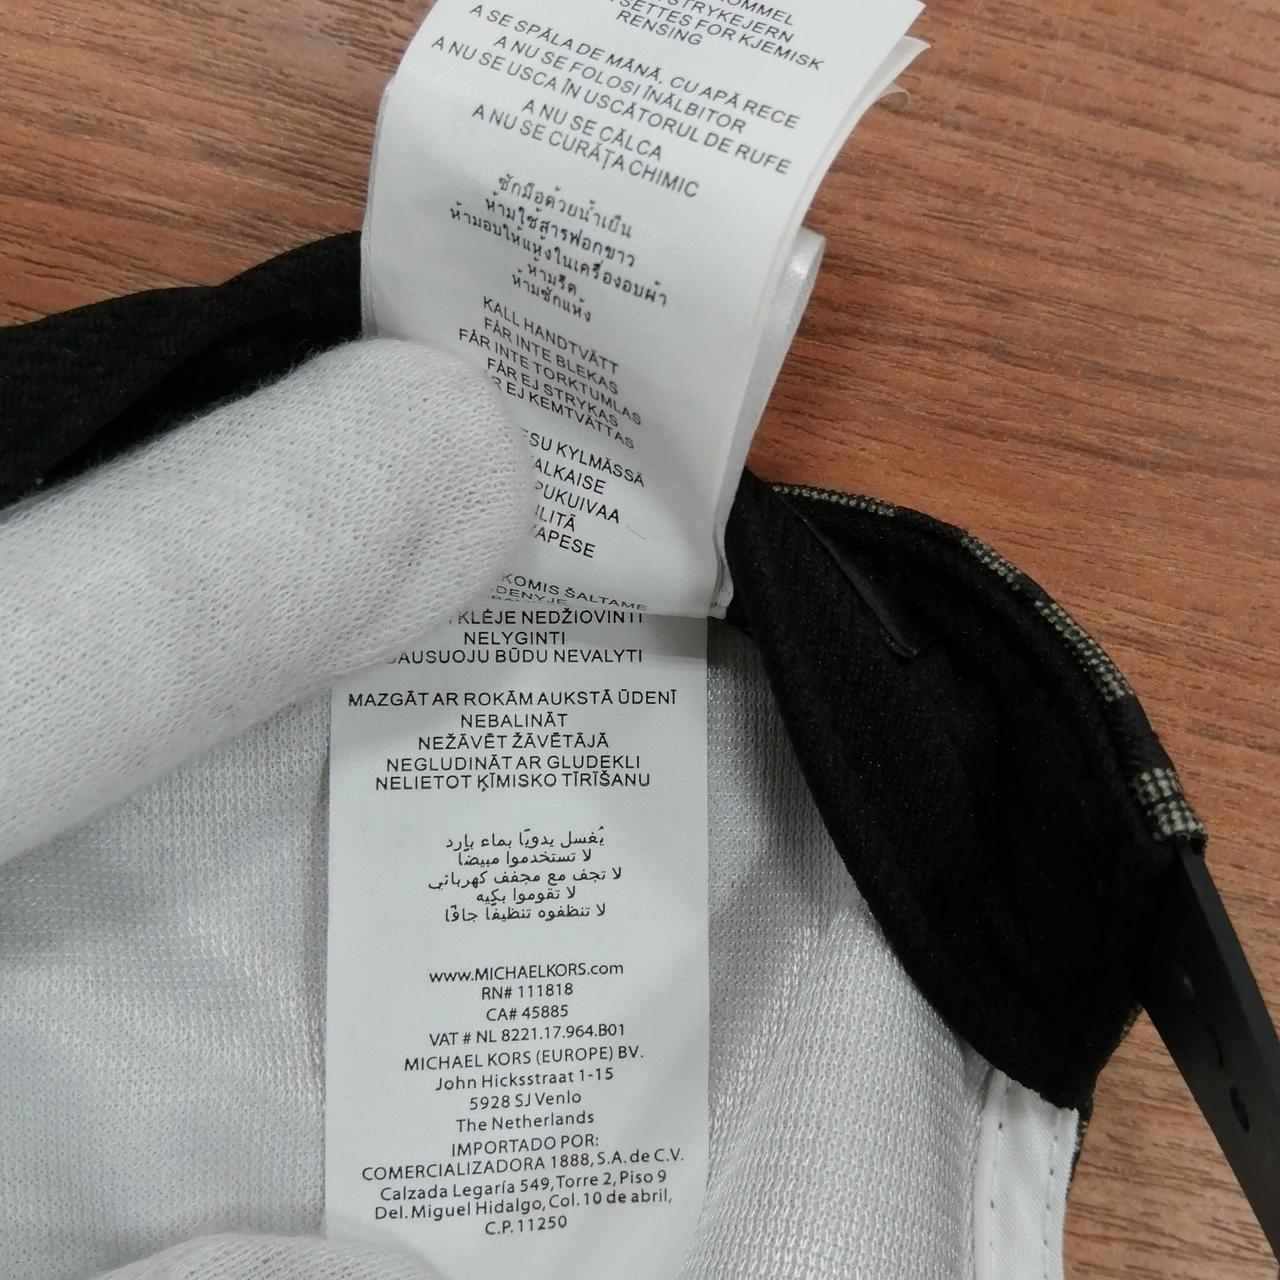 STRYKEJERN
SETTES FOR KJEMISK
RENSING
A SE SPĂLA DE MÂNĂ, CU APĂ RECE
A NU SE FOLOSI ÎNĂLBITOR
A NU SE USCA ÎN USCĂTORUL DE RUFE
A NU SE CĂLCA
A NU SE CURĂŢA CHIMIC
ซักมือด้วยน้ำเย็น
ห้ามใช้สารฟอกขาว
ห้ามอบให้แห้งในเครื่องอบผ้า
ห้ามรีด
ห้ามซักแห้ง
KALL HANDTVÄTT
FÅR INTE BLEKAS
FÅR INTE TORKTUMLAS
FÅR EJ STRYKAS
EJ KEMTVÄTTAS
KYLMÄSSÄ
ŠALTAME
NEDŽIOVINTI
NELYGINTI
BŪDU NEVALYTI
MAZGĀT AR ROKĀM AUKSTĀ ŪDENĪ
NEBALINĀT
NEŽĀVĒT ŽĀVĒTĀJĀ
NEGLUDINĀT AR GLUDEKLI
NELIETOT ĶĪMISKO TĪRĪŠANU
يُغسل يدويًا بماء بارد
لا تستخدموا مبيضًا
لا تجف مع مجفف كهربائي
لا تقوموا بكيه
لا تنظفوه تنظيفًا جافًا
www.MICHAELKORS.com
RN# 111818
CA# 45885
VAT # NL 8221.17.964.B01
MICHAEL KORS (EUROPE) BV.
John Hicksstraat 1-15
5928 SJ Venlo
The Netherlands
IMPORTADO POR:
COMERCIALIZADORA 1888, S.A. de C.V.
Calzada Legaría 549, Torre 2, Piso 9
Del. Miguel Hidalgo, Col. 10 de abril,
C.P. 11250